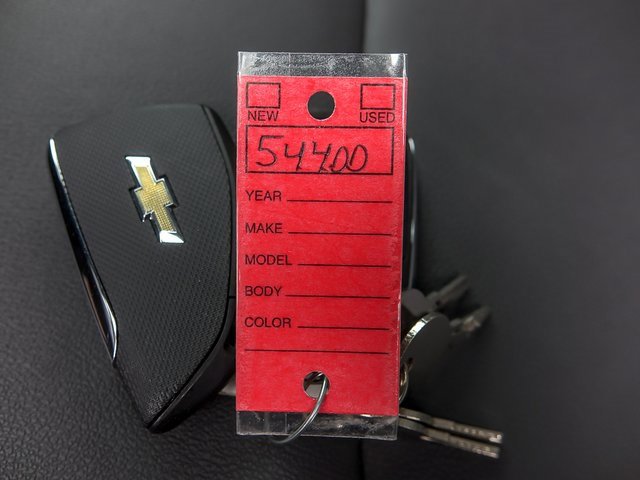 NEW USED
54400
YEAR
MAKE
MODEL
BODY
COLOR